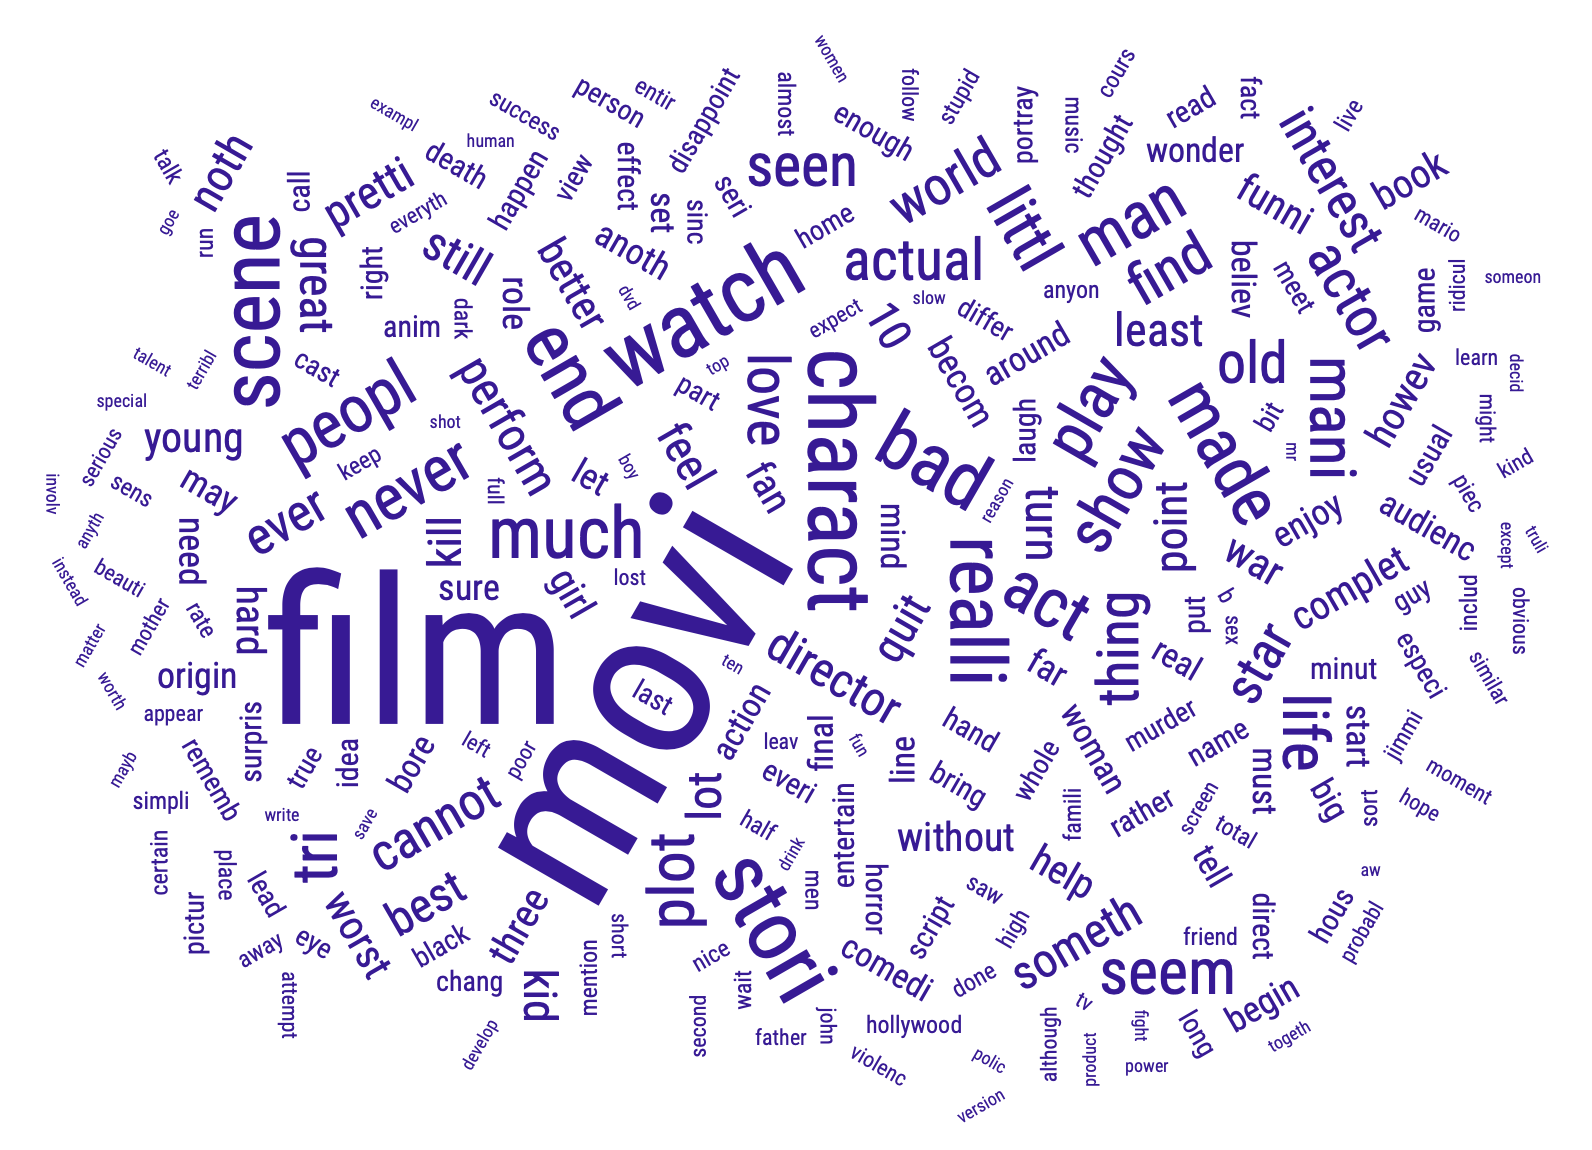 women
cours
follow
stupid
almost
entir
person
disappoint
success
exampl
human
enough
portray
music
thought
read
fact
live
interest
wonder
book
mario
funni
talk
noth
goe
run
call
pretti
death
everyth
happen
view
effect
set
sinc
seri
seen
world
littl
man
home
find
actual
believ
meet
actor
game
ridicul
someon
scene
great
right
still
anoth
better
role
dark
anim
dvd
watch
expect
slow
10
differ
anyon
around
least
old
mani
howev
learn
decid
talent
terribl
cast
end
top
part
love
charact
becom
play
made
bit
mr
might
special
young
peopl
shot
perform
feel
fan
boy
let
keep
full
never
ever
may
serious
sens
involv
anyth
bad
laugh
reason
show
usual
kind
piec
audienc
enjoy
point
turn
mind
much
kill
need
beauti
instead
mother
matter
rate
hard
film
sure
girl
lost
movi
realli
act
war
complet
guy
includ
except
truli
obvious
similar
especi
minut
star
sex
b
put
real
thing
far
quit
director
ten
last
origin
worth
appear
surpris
true
idea
bore
left
poor
action
leav
final
fun
line
hand
whole
woman
murder
name
life
start
jimmi
moment
hope
sort
big
must
screen
total
rather
famili
bring
everi
lot
cannot
save
write
rememb
mayb
simpli
certain
tri
place
pictur
lead
away
eye
worst
best
black
three
plot
half
drink
entertain
men
stori
horror
without
help
tell
saw
script
high
someth
direct
friend
aw
hous
probabl
attempt
chang
kid
mention
short
nice
wait
second
comedi
done
seem
begin
togeth
long
tv
fight
although
product
power
develop
father
john
hollywood
violenc
polic
version